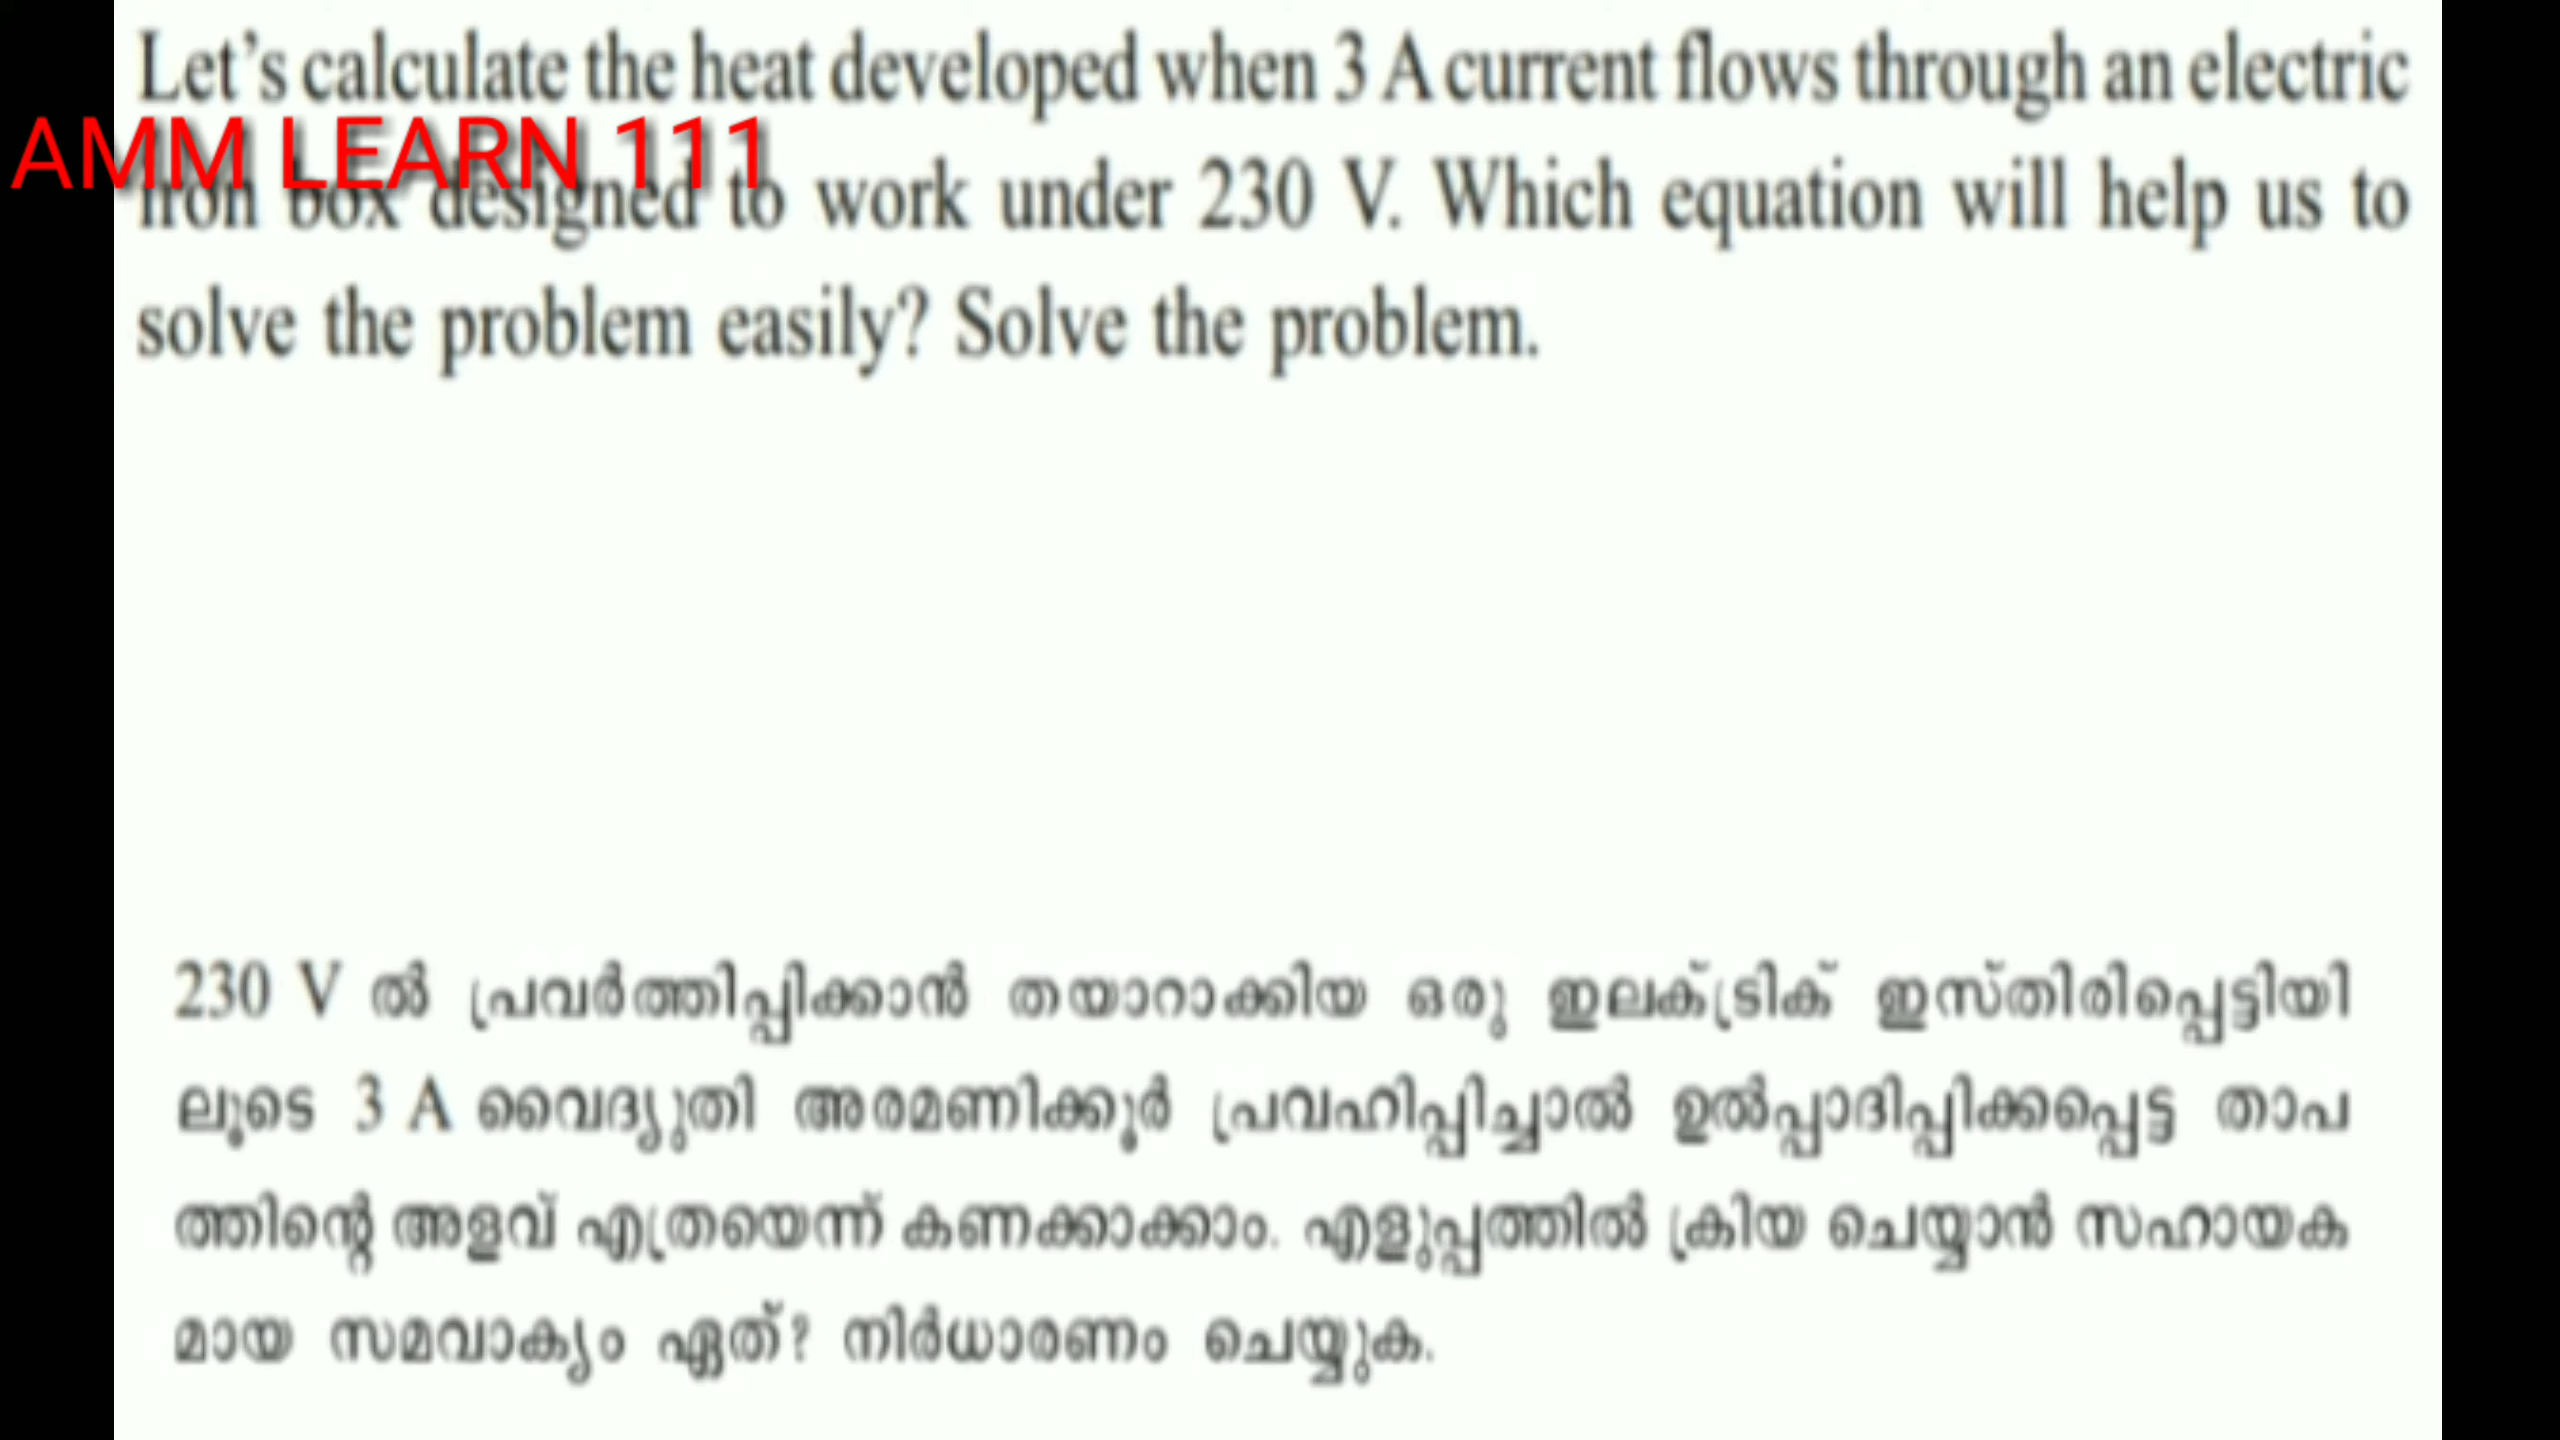 Let's calculate the heat developed when 3 A current flows through an electric
AMM LEARN 111
iron box designed to work under 230 V. Which equation will help us to
solve the problem easily? Solve the problem.
230 V ൽ പ്രവർത്തിപ്പിക്കാൻ തയാറാക്കിയ ഒരു ഇലക്ട്രിക് ഇസ്തിരിപ്പെട്ടിയി
ലൂടെ 3 A വൈദ്യുതി അരമണിക്കൂർ പ്രവഹിപ്പിച്ചാൽ ഉൽപ്പാദിപ്പിക്കപ്പെട്ട താപ
ത്തിന്റെ അളവ് എത്രയെന്ന് കണക്കാക്കാം. എളുപ്പത്തിൽ ക്രിയ ചെയ്യാൻ സഹായക
മായ സമവാക്യം ഏത്? നിർധാരണം ചെയ്യുക.